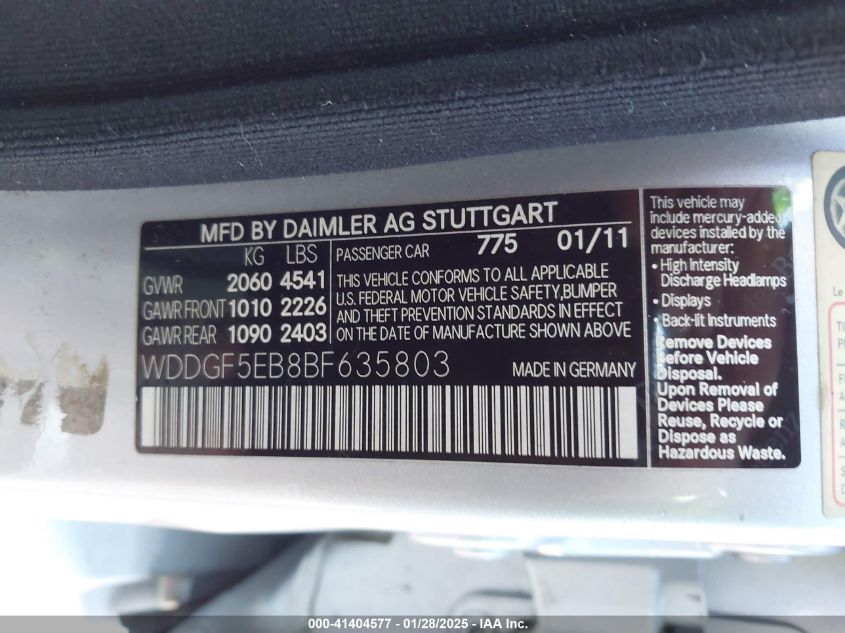 MFD BY DAIMLER AG STUTTGART
KG LBS
GVWR 2060 4541
GAWR FRONT 1010 2226
GAWR REAR 1090 2403
PASSENGER CAR 775 01/11
THIS VEHICLE CONFORMS TO ALL APPLICABLE
U.S. FEDERAL MOTOR VEHICLE SAFETY,BUMPER
AND THEFT PREVENTION STANDARDS IN EFFECT
ON THE DATE OF MANUFACTURE SHOWN ABOVE
WDDGF5EB8BF635803
MADE IN GERMANY
This vehicle may
include mercury-added
devices installed by the
manufacturer:
• High Intensity
Discharge Headlamps
• Displays
• Back-lit Instruments
Remove Devices
Before Vehicle
Disposal.
Upon Removal of
Devices Please
Reuse, Recycle or
Dispose as
Hazardous Waste.
Le
000-41404577 - 01/28/2025 - IAA Inc.